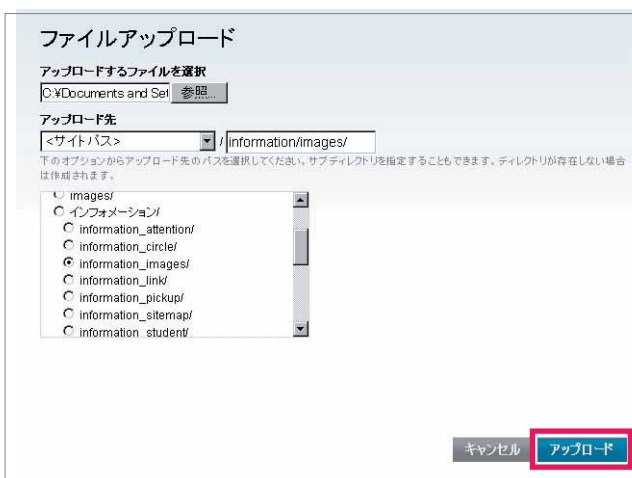 ファイルアップロード
アップロードするファイルを選択
C:¥Documents and Set 参照...
アップロード先
<サイトパス> / information/images/
下のオプションからアップロード先のパスを選択してください。サブディレクトリを指定することもできます。ディレクトリが存在しない場合
は作成されます。
images/
インフォメーション/
information_attention/
information_circle/
information_images/
information_link/
information_pickup/
information_sitemap/
information_student/
キャンセル アップロード